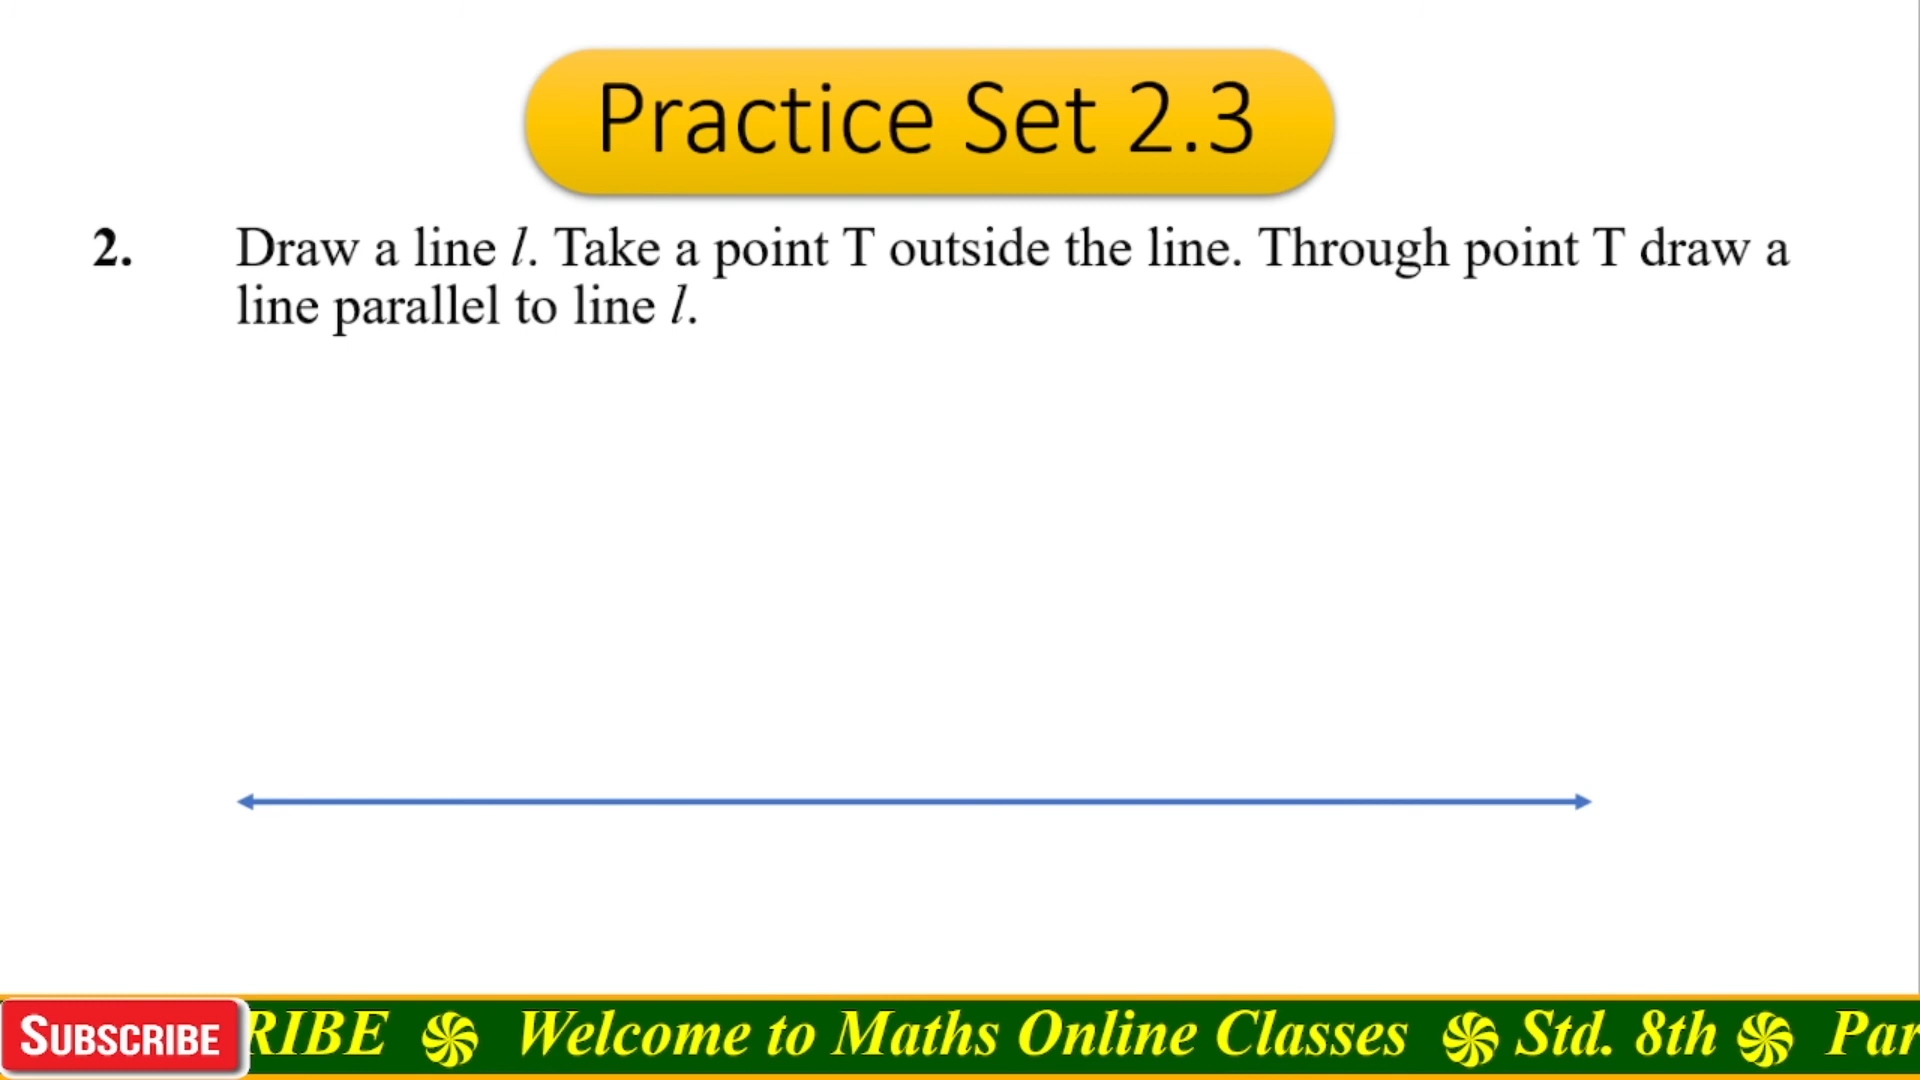 Practice Set 2.3
2. Draw a line l. Take a point T outside the line. Through point T draw a
line parallel to line l.
SUBSCRIBE RIBE Welcome to Maths Online Classes Std. 8th Par